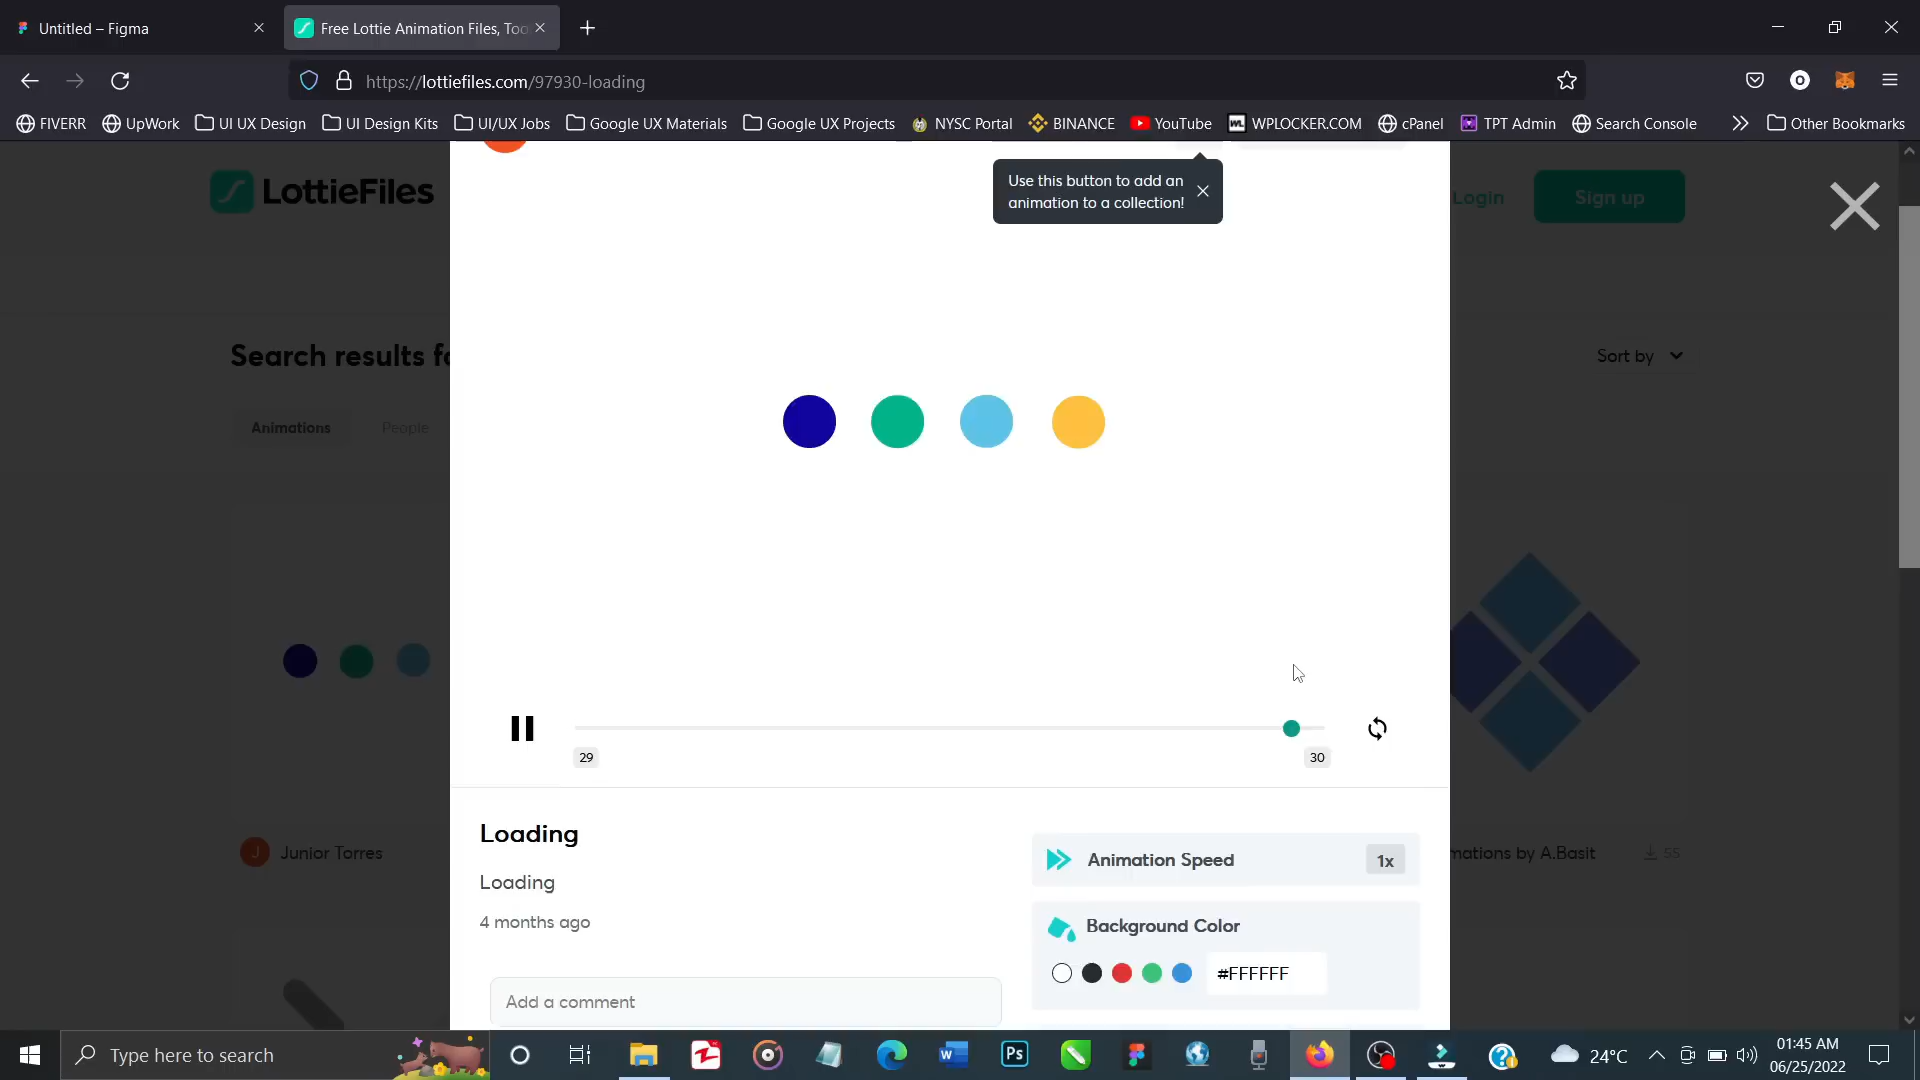 Untitled – Figma
Free Lottie Animation Files, Too
https://lottiefiles.com/97930-loading
FIVERR
UpWork
UI UX Design
UI Design Kits
UI/UX Jobs
Google UX Materials
Google UX Projects
NYSC Portal
BINANCE
YouTube
WPLOCKER.COM
cPanel
TPT Admin
Search Console
Other Bookmarks
Use this button to add an
animation to a collection!
LottieFiles
Login
Sign up
Search results fo
Sort by
Animations
People
29
30
Loading
Loading
4 months ago
Add a comment
Animation Speed
1x
Background Color
#FFFFFF
J
Junior Torres
mations by A.Basit
55
Type here to search
24°C
01:45 AM
06/25/2022